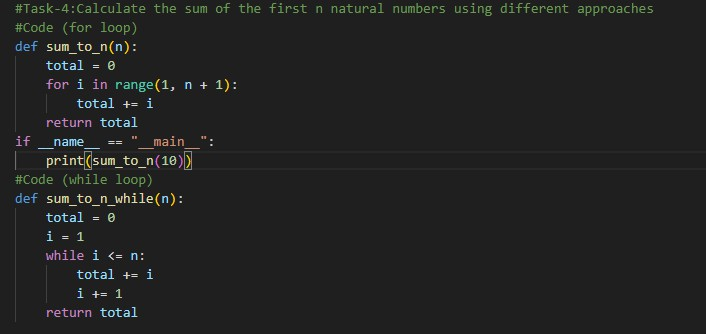 #Task-4:Calculate the sum of the first n natural numbers using different approaches
#Code (for loop)
def sum_to_n(n):
    total = 0
    for i in range(1, n + 1):
        total += i
    return total
if __name__ == "__main__":
    print(sum_to_n(10))
#Code (while loop)
def sum_to_n_while(n):
    total = 0
    i = 1
    while i <= n:
        total += i
        i += 1
    return total